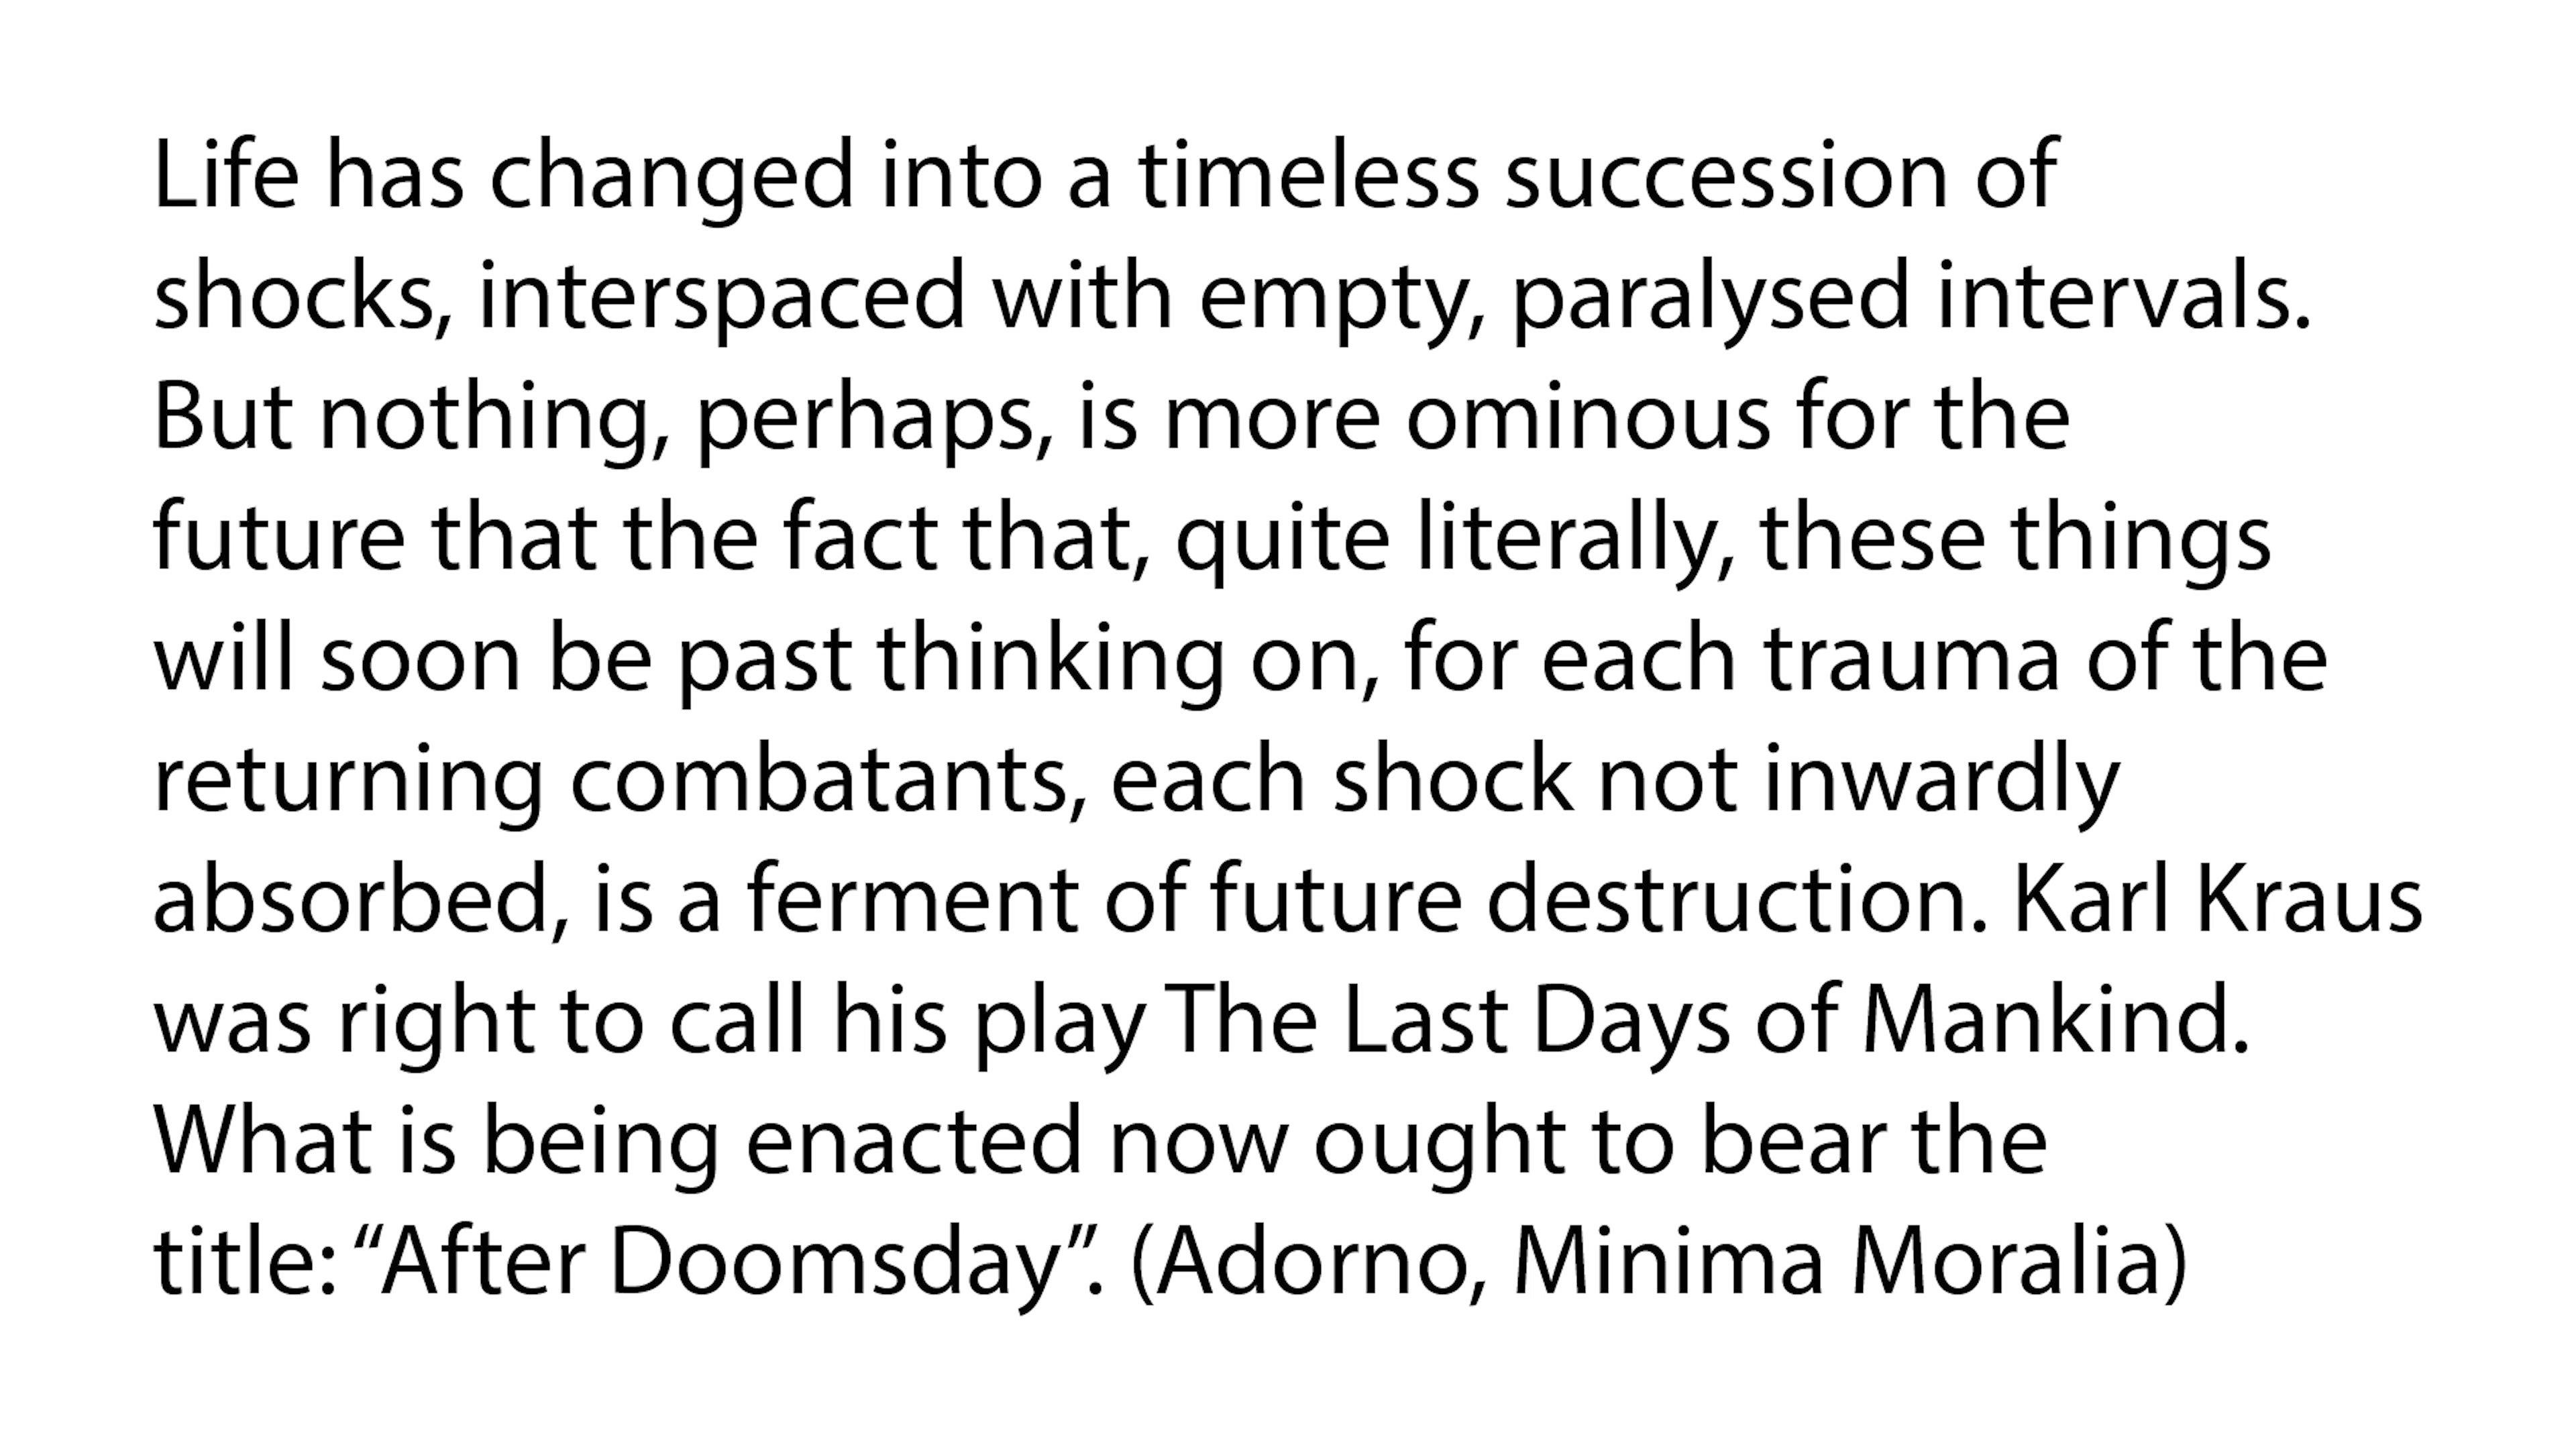 Life has changed into a timeless succession of
shocks, interspaced with empty, paralysed intervals.
But nothing, perhaps, is more ominous for the
future that the fact that, quite literally, these things
will soon be past thinking on, for each trauma of the
returning combatants, each shock not inwardly
absorbed, is a ferment of future destruction. Karl Kraus
was right to call his play The Last Days of Mankind.
What is being enacted now ought to bear the
title: “After Doomsday”. (Adorno, Minima Moralia)